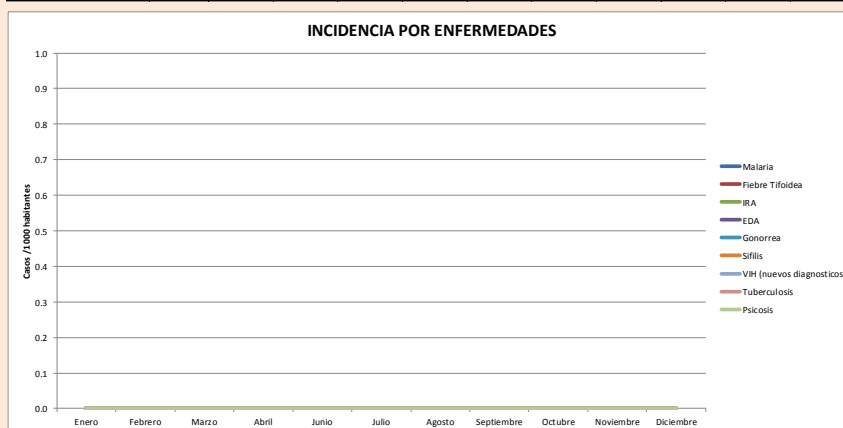 INCIDENCIA POR ENFERMEDADES
1.0
0.9
0.8
0.7
0.6
0.5
0.4
0.3
0.2
0.1
0.0
Casos /1000 habitantes
Enero Febrero Marzo Abril Junio Julio Agosto Septiembre Octubre Noviembre Diciembre
Malaria
Fiebre Tifoidea
IRA
EDA
Gonorrea
Sifilis
VIH (nuevos diagnosticos
Tuberculosis
Psicosis